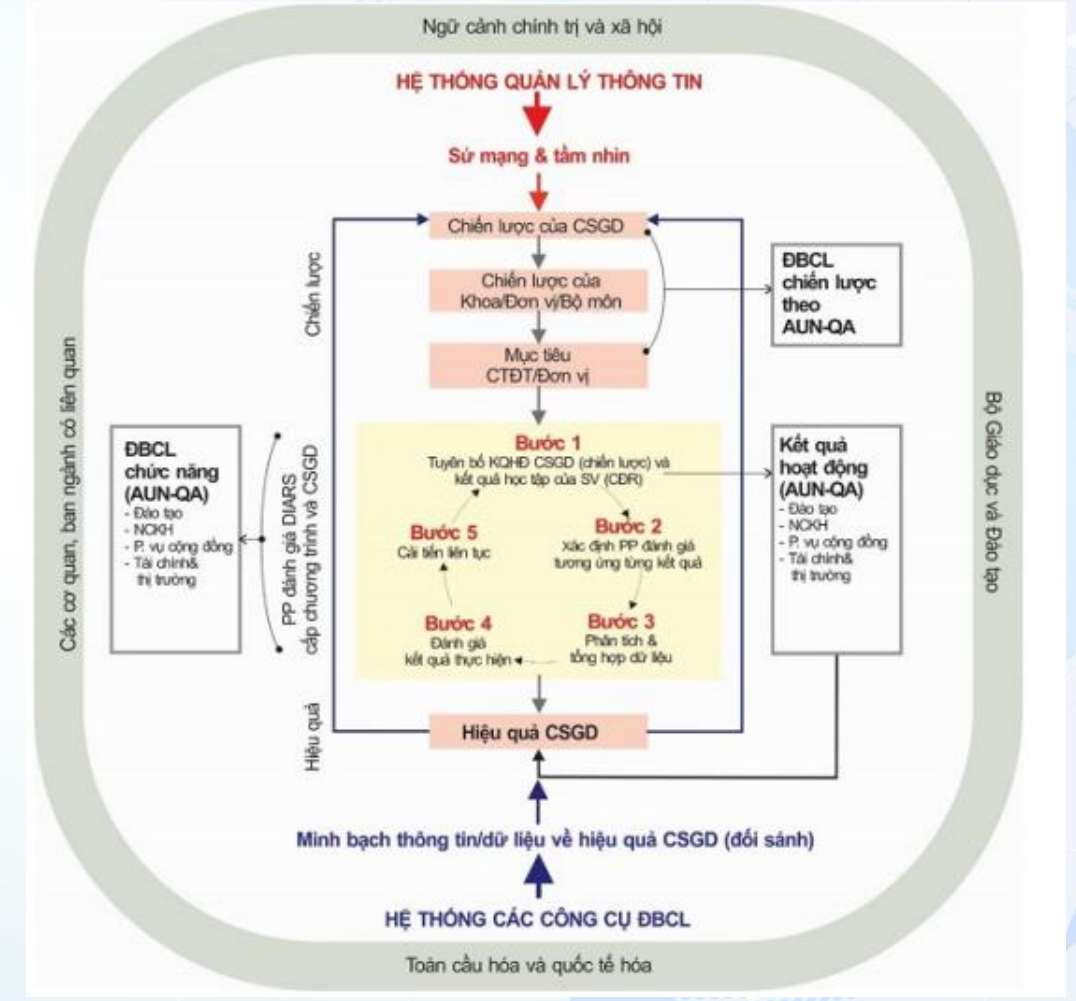 Ngữ cảnh chính trị và xã hội
HỆ THỐNG QUẢN LÝ THÔNG TIN
Sứ mạng & tầm nhìn
Chiến lược của CSGD
Chiến lược của
Khoa/Đơn vị/Bộ môn
Mục tiêu
CTĐT/Đơn vị
Chiến lược
ĐBCL
chiến lược
theo
AUN-QA
Các cơ quan, ban ngành có liên quan
Bộ Giáo dục và Đào tạo
ĐBCL
chức năng
(AUN-QA)
- Đào tạo
- NCKH
- P. vụ cộng đồng
- Tài chính&
thị trường
PP đánh giá DIARS
cấp chương trình và CSGD
Bước 1
Tuyên bố KQHĐ CSGD (chiến lược) và
kết quả học tập của SV (CĐR)
Bước 2
Xác định PP đánh giá
tương ứng từng kết quả
Bước 3
Phân tích &
tổng hợp dữ liệu
Bước 4
Đánh giá
kết quả thực hiện
Bước 5
Cải tiến liên tục
Kết quả
hoạt động
(AUN-QA)
- Đào tạo
- NCKH
- P. vụ cộng đồng
- Tài chính&
thị trường
Hiệu quả
Hiệu quả CSGD
Minh bạch thông tin/dữ liệu về hiệu quả CSGD (đối sánh)
HỆ THỐNG CÁC CÔNG CỤ ĐBCL
Toàn cầu hóa và quốc tế hóa